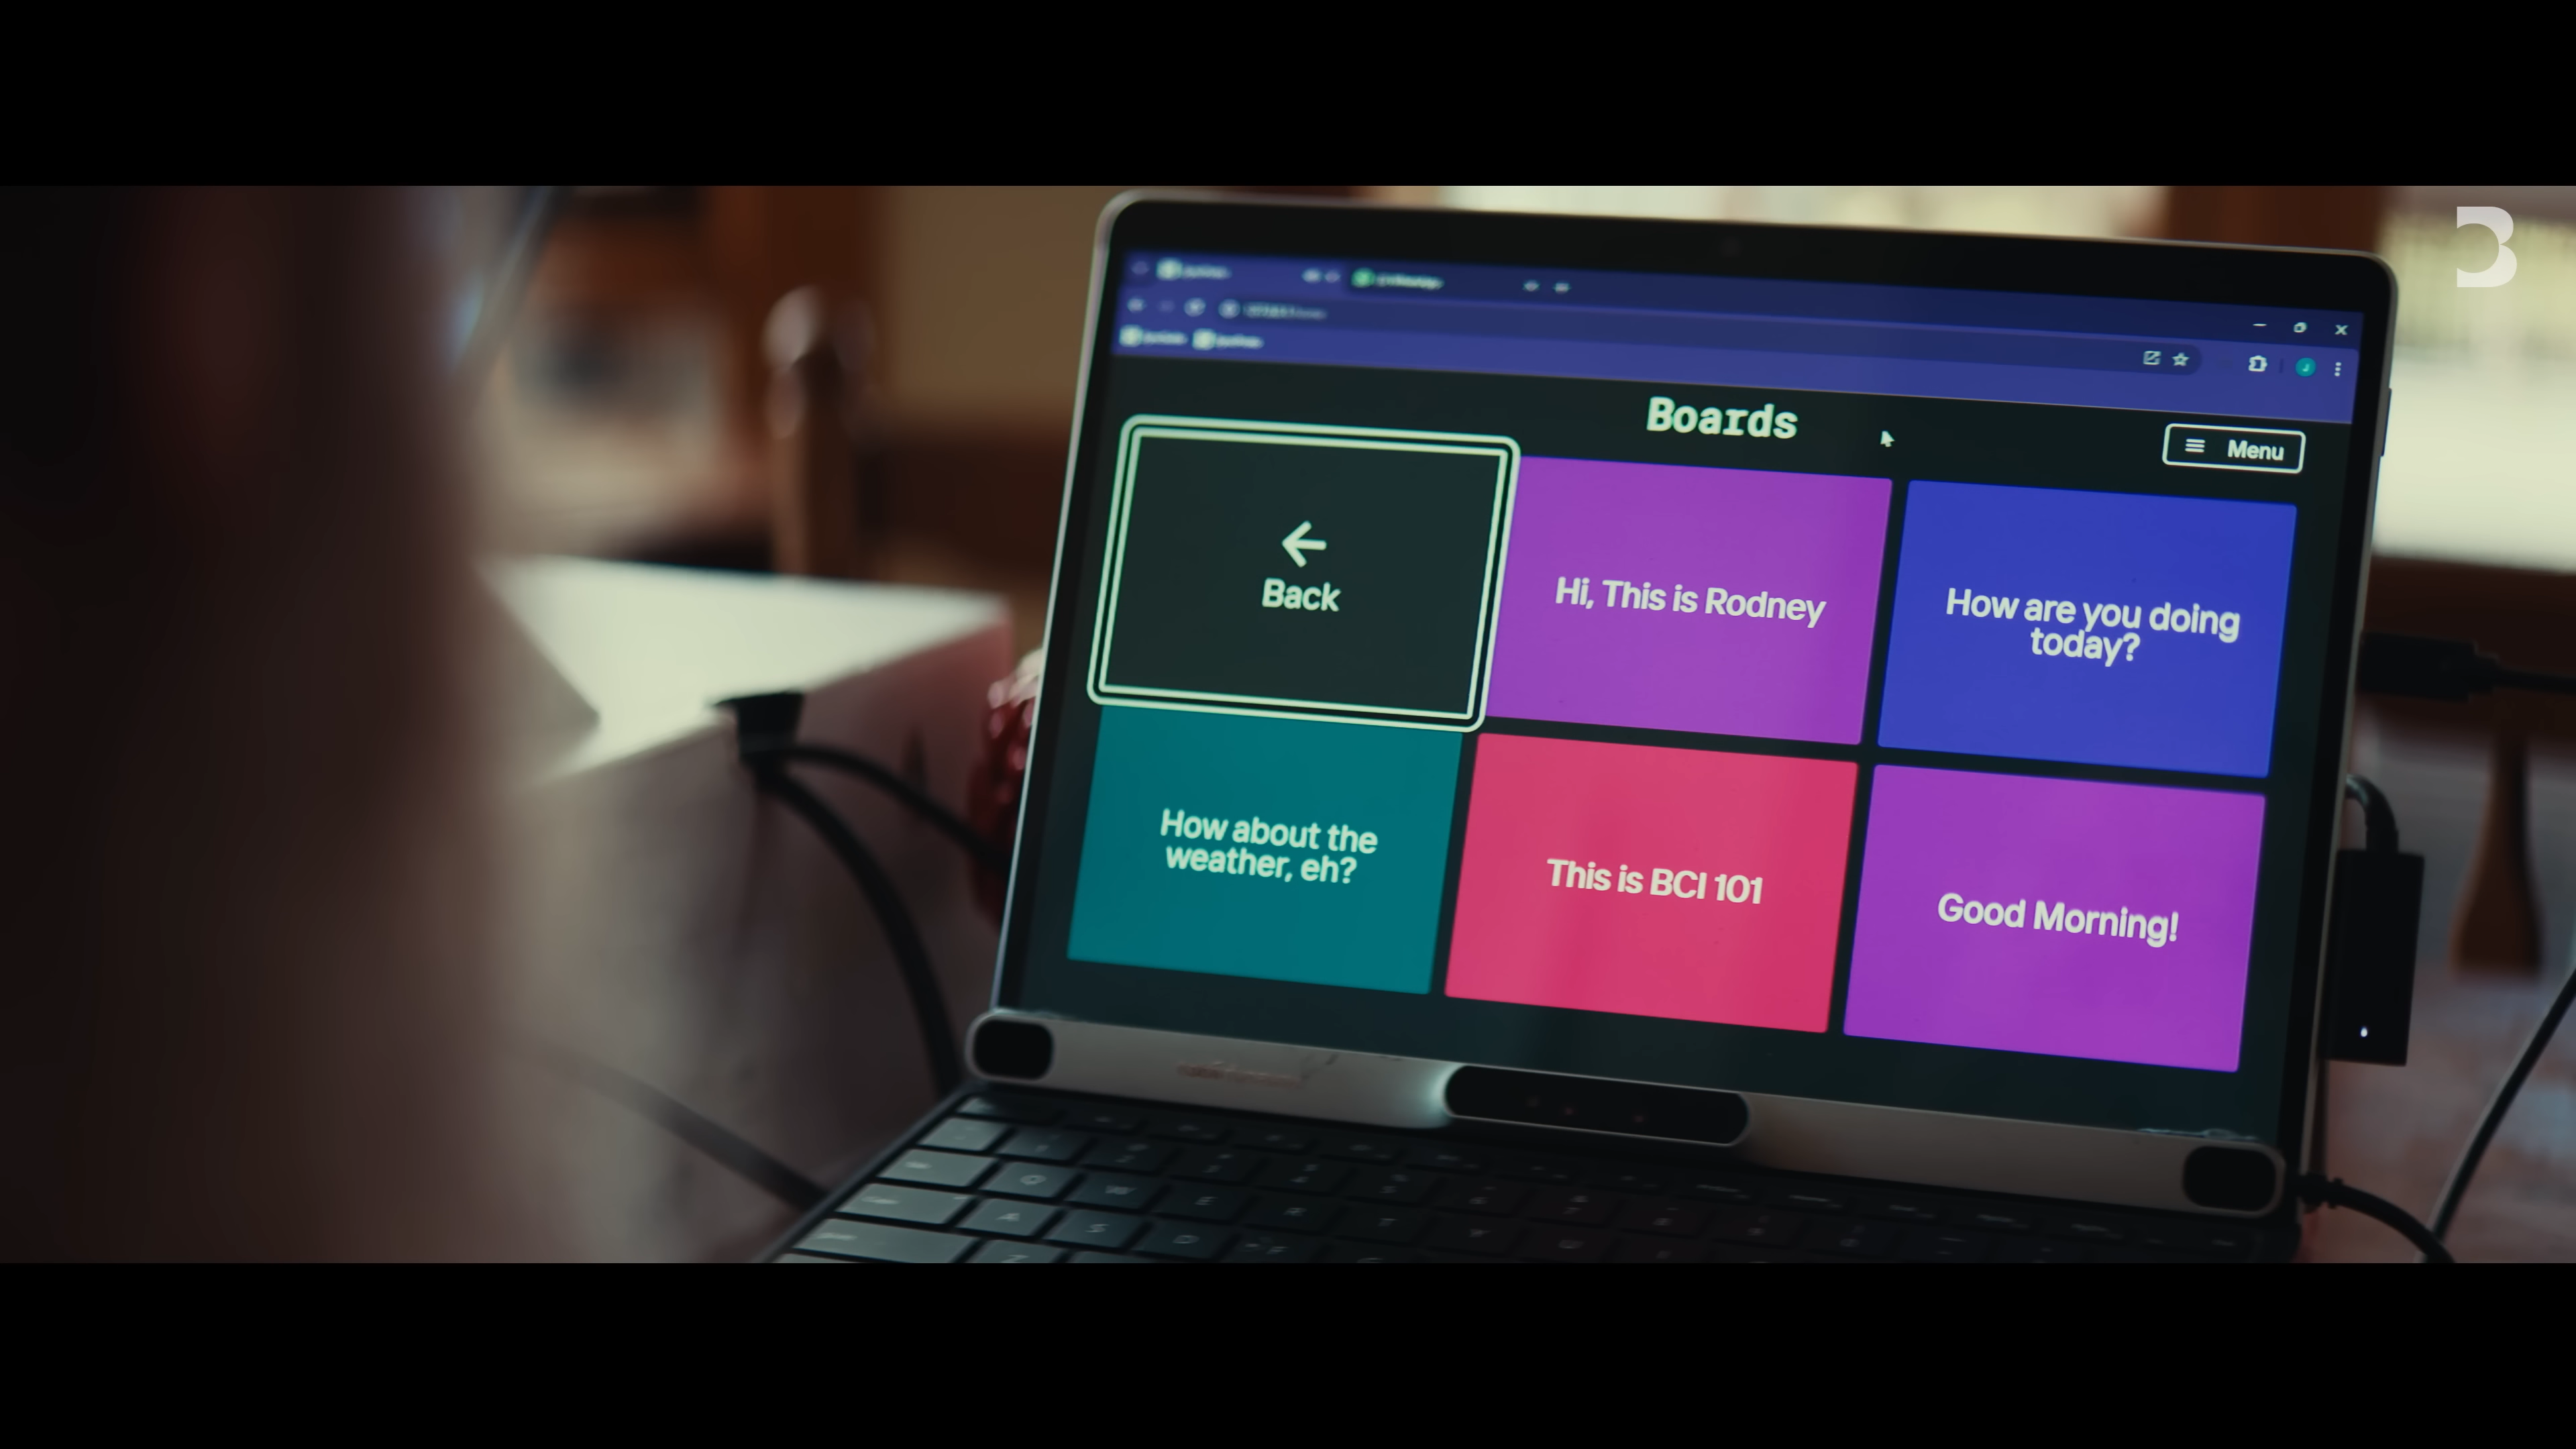 Boards
Menu
Back
Hi, This is Rodney
How are you doing
today?
How about the
weather, eh?
This is BCI 101
Good Morning!